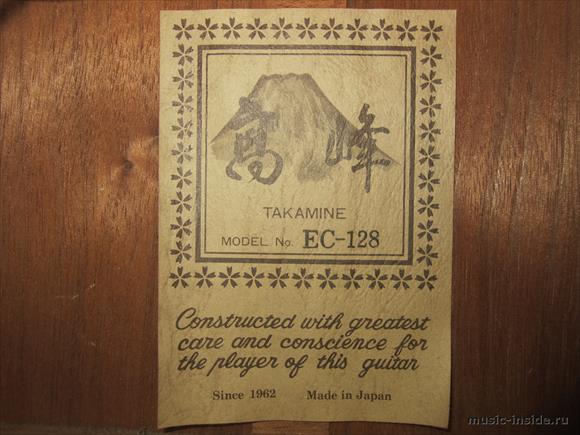 高峰
TAKAMINE
MODEL No. EC-128
Constructed with greatest
care and conscience for
the player of this guitar
Since 1962 Made in Japan
music-inside.ru